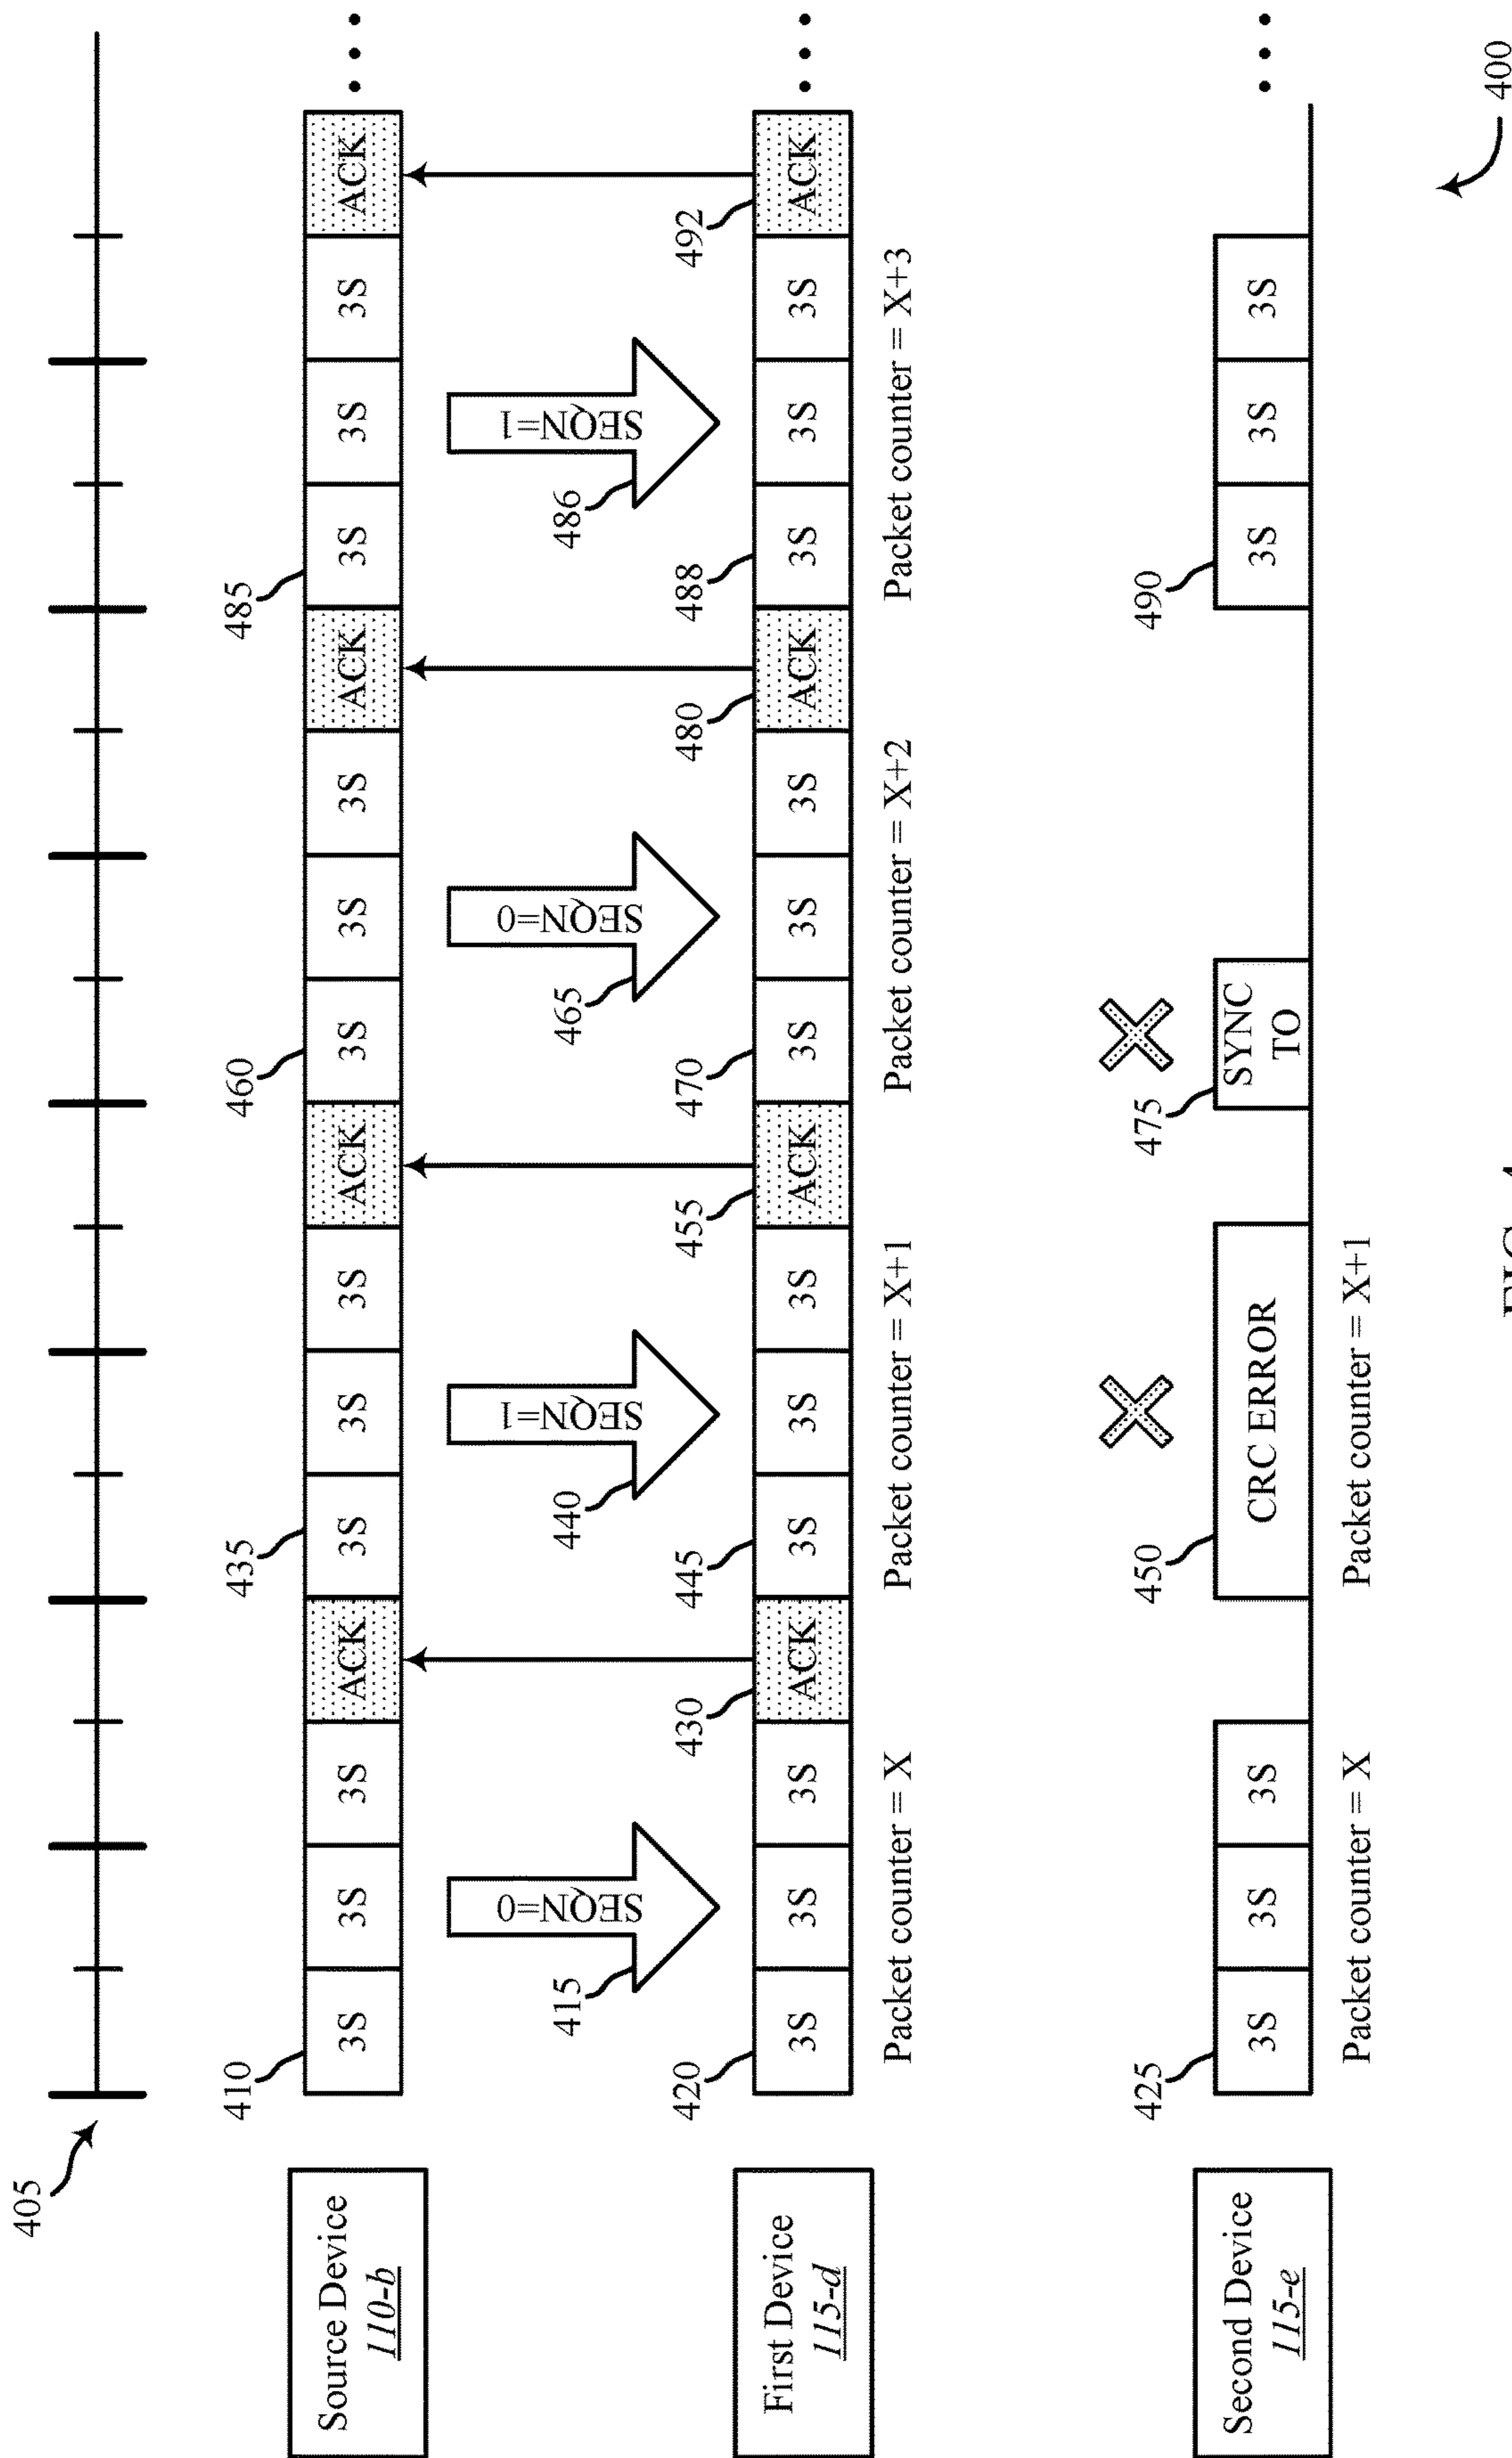 405
Source Device
110-b
410
3S
3S
3S
ACK
435
3S
3S
3S
ACK
460
3S
3S
3S
ACK
485
3S
3S
3S
ACK
415
SEQN=0
440
SEQN=1
465
SEQN=0
486
SEQN=1
First Device
115-d
420
3S
3S
3S
430
ACK
445
3S
3S
3S
455
ACK
470
3S
3S
3S
480
ACK
488
3S
3S
3S
492
ACK
Packet counter = X
Packet counter = X+1
Packet counter = X+2
Packet counter = X+3
Second Device
115-e
425
3S
3S
3S
450
CRC ERROR
475
SYNC
TO
490
3S
3S
3S
Packet counter = X
Packet counter = X+1
400